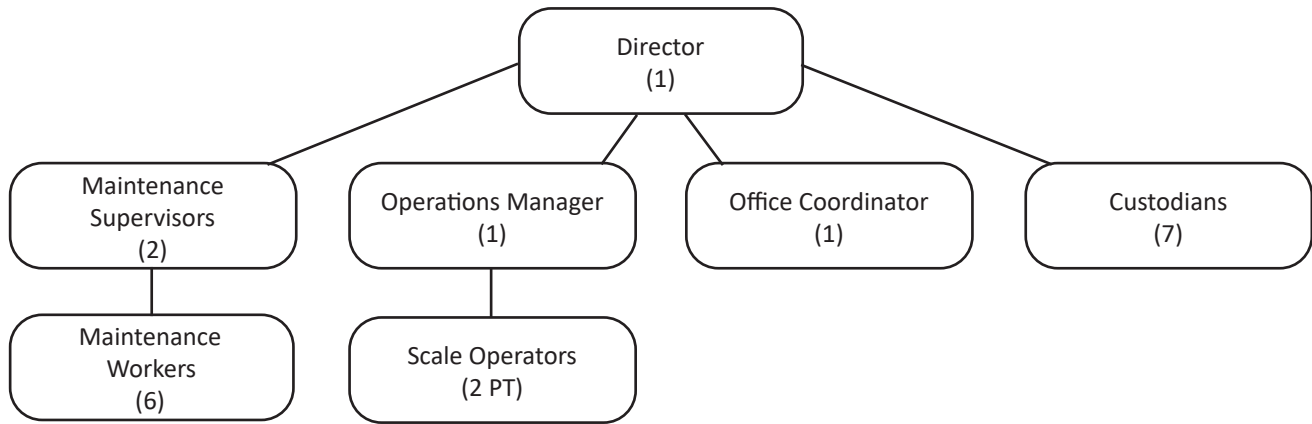 Director
(1)
Maintenance
Supervisors
(2)
Operations Manager
(1)
Office Coordinator
(1)
Custodians
(7)
Maintenance
Workers
(6)
Scale Operators
(2 PT)